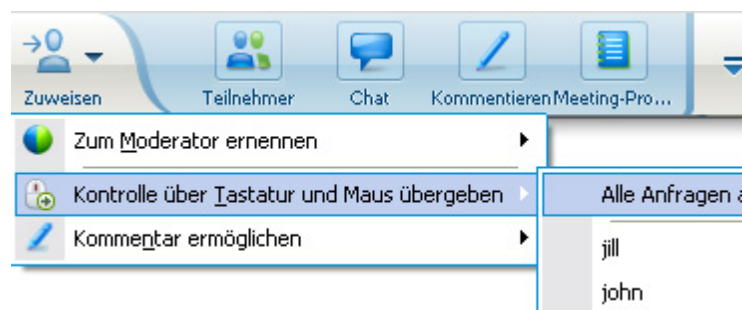 Zuweisen Teilnehmer Chat Kommentieren Meeting-Pro...
Zum Moderator ernennen
Kontrolle über Tastatur und Maus übergeben Alle Anfragen
Kommentar ermöglichen jill
john